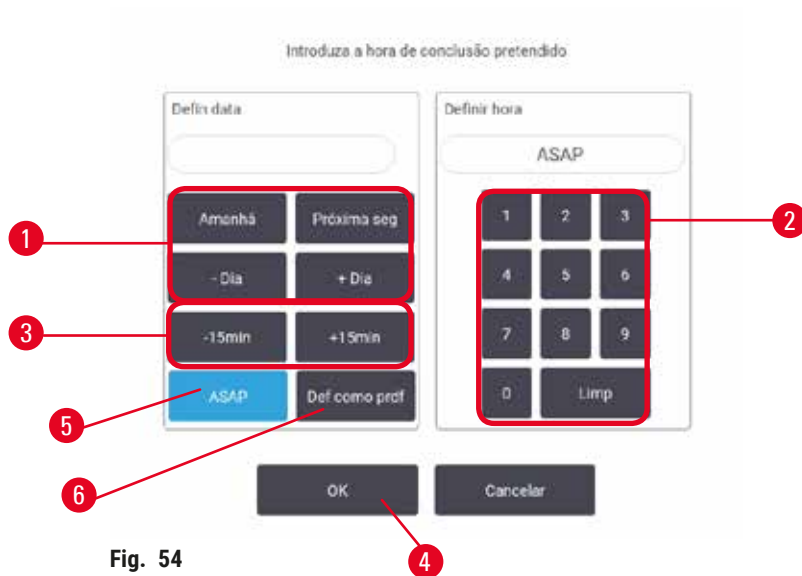 Introduza a hora de conclusão pretendido
Defin data
Definir hora
ASAP
Amanhã
Próxima seg
1
2
3
1
2
- Dia
+ Dia
4
5
6
3
-15min
+15min
7
8
9
ASAP
Def como prdf
0
Limp
5
6
OK
Cancelar
Fig. 54
4